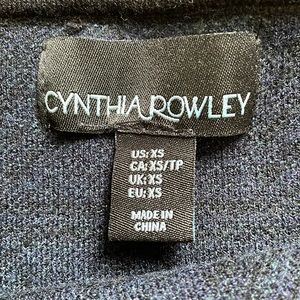 CYNTHIA ROWLEY
US: XS
CA: XS/TP
UK: XS
EU: XS
MADE IN
CHINA